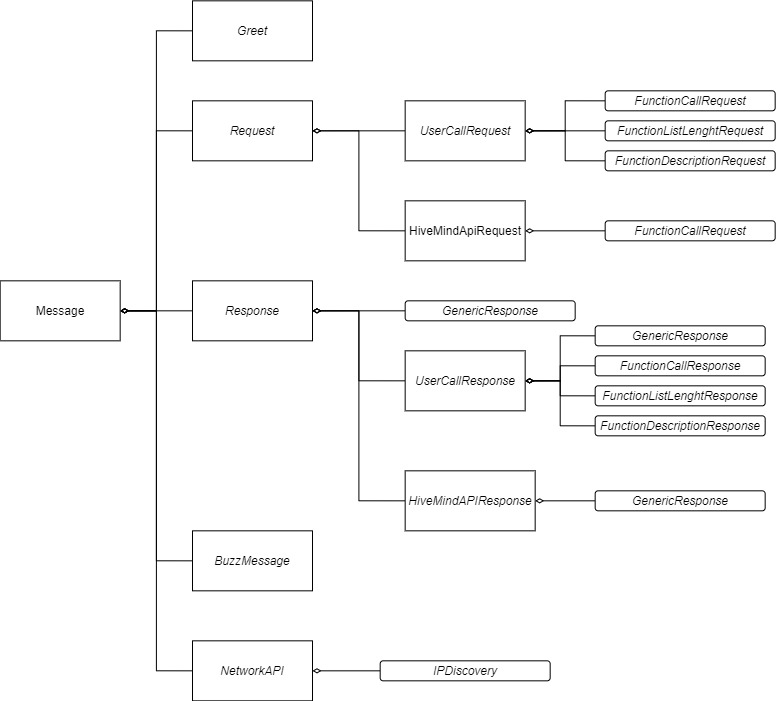 Greet
Request
UserCallRequest
FunctionCallRequest
FunctionListLenghtRequest
FunctionDescriptionRequest
HiveMindApiRequest
FunctionCallRequest
Message
Response
GenericResponse
UserCallResponse
GenericResponse
FunctionCallResponse
FunctionListLenghtResponse
FunctionDescriptionResponse
HiveMindAPIResponse
GenericResponse
BuzzMessage
NetworkAPI
IPDiscovery